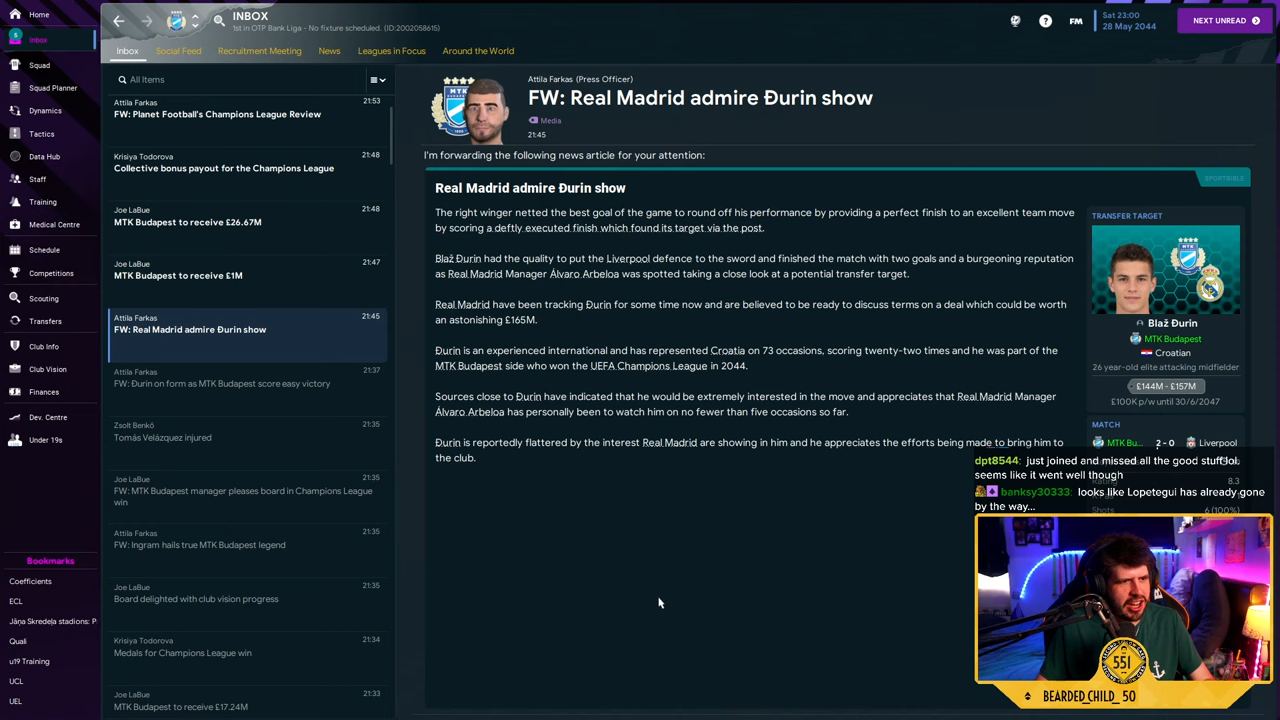 Home
INBOX
1st in OTP Bank Liga - No fixture scheduled. (ID:2002058615)
FM
Sat 23:00
28 May 2044
NEXT UNREAD
5
Inbox
Squad
Squad Planner
Dynamics
Tactics
Data Hub
Staff
Training
Medical Centre
Schedule
Competitions
Scouting
Transfers
Club Info
Club Vision
Finances
Dev. Centre
Under 19s
Bookmarks
Coefficients
ECL
Jāņa Skredeļa stadions: P
Quali
u19 Training
UCL
UEL
Inbox
Social Feed
Recruitment Meeting
News
Leagues in Focus
Around the World
All Items
Attila Farkas
21:53
FW: Planet Football's Champions League Review
Krisiya Todorova
21:48
Collective bonus payout for the Champions League
Joe LaBue
21:48
MTK Budapest to receive £26.67M
Joe LaBue
21:47
MTK Budapest to receive £1M
Attila Farkas
21:45
FW: Real Madrid admire Đurin show
Attila Farkas
21:37
FW: Đurin on form as MTK Budapest score easy victory
Zsolt Benkő
21:35
Tomás Velázquez injured
Joe LaBue
21:35
FW: MTK Budapest manager pleases board in Champions League
win
Attila Farkas
21:35
FW: Ingram hails true MTK Budapest legend
Joe LaBue
21:35
Board delighted with club vision progress
Krisiya Todorova
21:34
Medals for Champions League win
Joe LaBue
21:33
MTK Budapest to receive £17.24M
MTK
Attila Farkas (Press Officer)
FW: Real Madrid admire Đurin show
Media
21:45
I'm forwarding the following news article for your attention:
Real Madrid admire Đurin show
SPORTBIBLE
The right winger netted the best goal of the game to round off his performance by providing a perfect finish to an excellent team move
by scoring a deftly executed finish which found its target via the post.
Blaž Đurin had the quality to put the Liverpool defence to the sword and finished the match with two goals and a burgeoning reputation
as Real Madrid Manager Álvaro Arbeloa was spotted taking a close look at a potential transfer target.
Real Madrid have been tracking Đurin for some time now and are believed to be ready to discuss terms on a deal which could be worth
an astonishing £165M.
Đurin is an experienced international and has represented Croatia on 73 occasions, scoring twenty-two times and he was part of the
MTK Budapest side who won the UEFA Champions League in 2044.
Sources close to Đurin have indicated that he would be extremely interested in the move and appreciates that Real Madrid Manager
Álvaro Arbeloa has personally been to watch him on no fewer than five occasions so far.
Đurin is reportedly flattered by the interest Real Madrid are showing in him and he appreciates the efforts being made to bring him to
the club.
TRANSFER TARGET
MTK
Blaž Đurin
MTK Budapest
Croatian
26 year-old elite attacking midfielder
£144M - £157M
£100K p/w until 30/6/2047
MATCH
MTK Bu...
2 - 0
Liverpool
8.3
Shots
6 (100%)
dpt8544: just joined and missed all the good stufflol
seems like it went well though
banksy30333: looks like Lopetegui has already gone
by the way...
551
BEARDED_CHILD_50